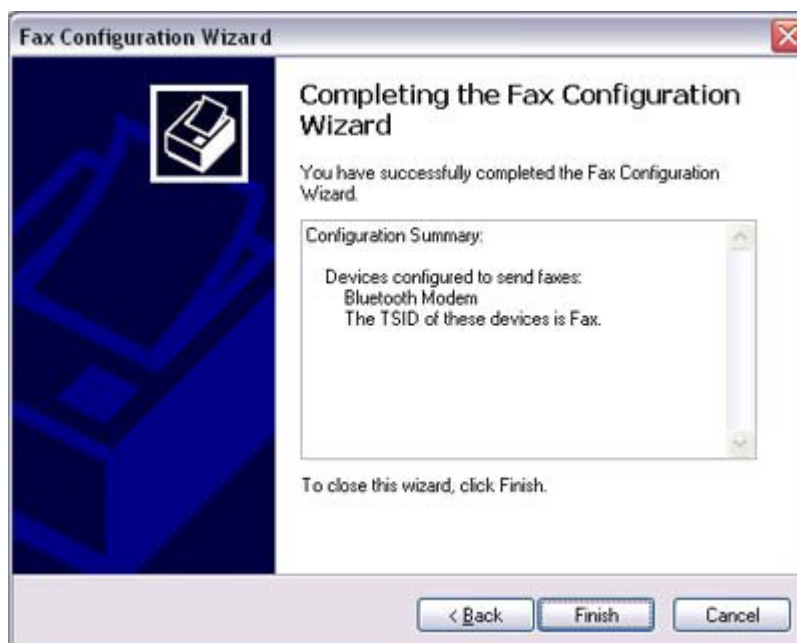 Fax Configuration Wizard
Completing the Fax Configuration
Wizard
You have successfully completed the Fax Configuration
Wizard.
Configuration Summary:
Devices configured to send faxes:
Bluetooth Modem
The TSID of these devices is Fax.
To close this wizard, click Finish.
< Back
Finish
Cancel